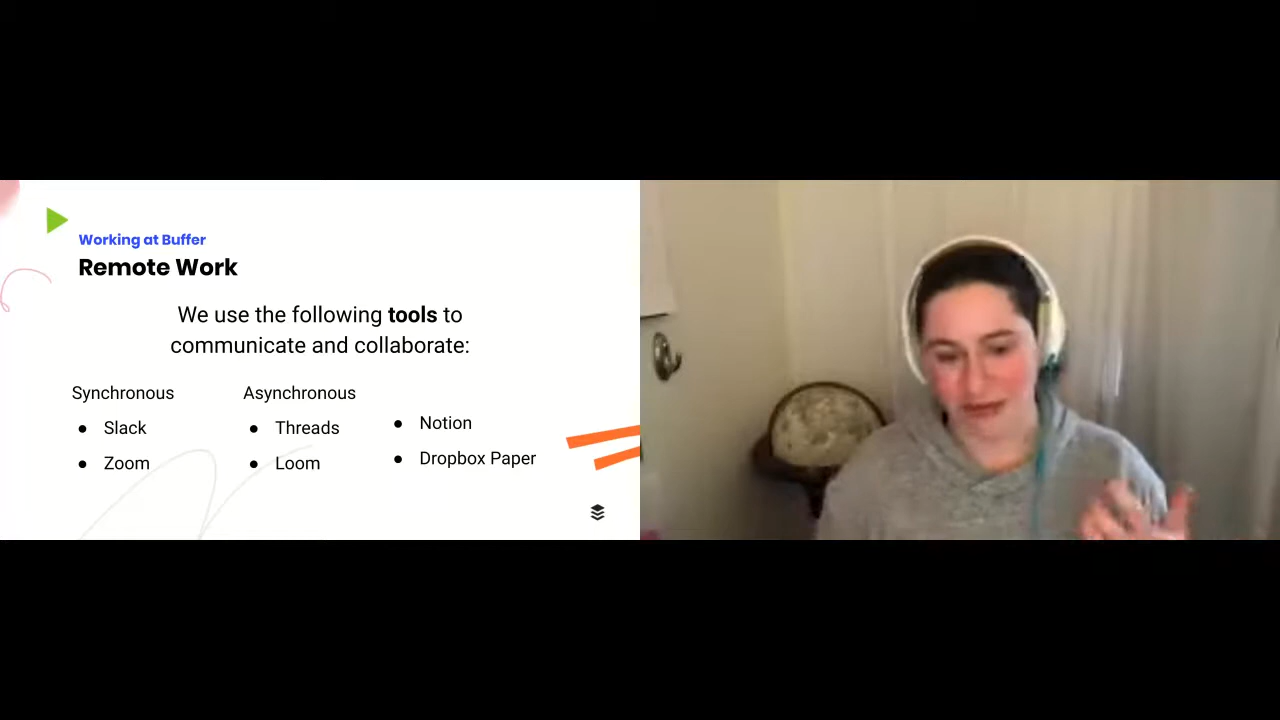 Working at Buffer
Remote Work
We use the following tools to
communicate and collaborate:
Synchronous
● Slack
● Zoom
Asynchronous
● Threads
● Loom
● Notion
● Dropbox Paper